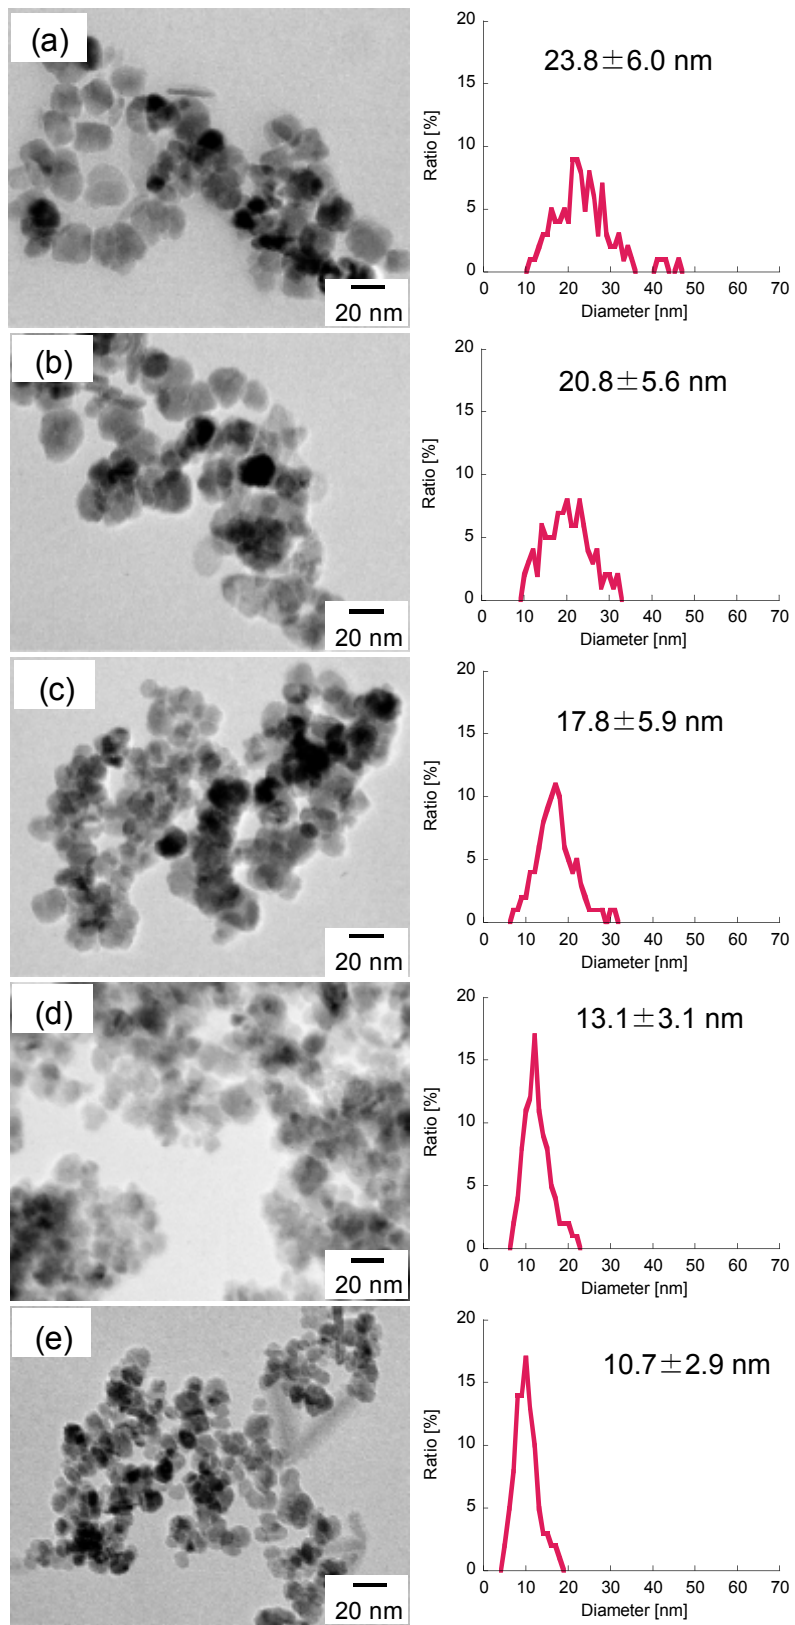 (a)
20 nm
23.8±6.0 nm
Ratio [%]
20
15
10
5
0
0 10 20 30 40 50 60 70
Diameter [nm]
(b)
20 nm
20.8±5.6 nm
Ratio [%]
20
15
10
5
0
0 10 20 30 40 50 60 70
Diameter [nm]
(c)
20 nm
17.8±5.9 nm
Ratio [%]
20
15
10
5
0
0 10 20 30 40 50 60 70
Diameter [nm]
(d)
20 nm
13.1±3.1 nm
Ratio [%]
20
15
10
5
0
0 10 20 30 40 50 60 70
Diameter [nm]
(e)
20 nm
10.7±2.9 nm
Ratio [%]
20
15
10
5
0
0 10 20 30 40 50 60 70
Diameter [nm]